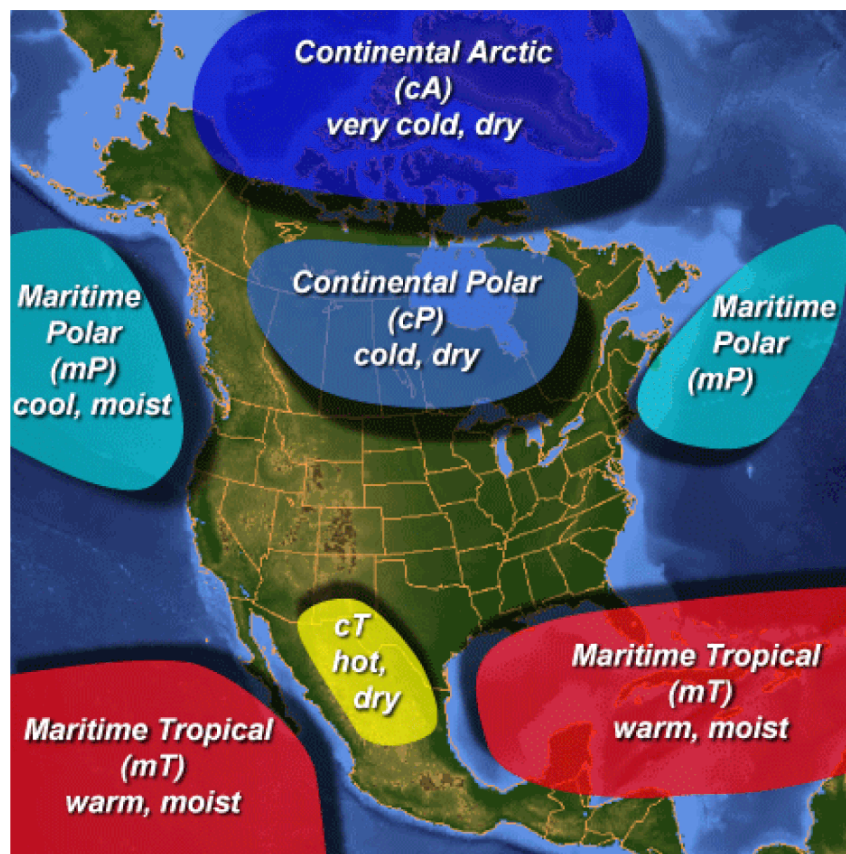 Continental Arctic
(cA)
very cold, dry
Continental Polar
(cP)
cold, dry
Maritime
Polar
(mP)
cool, moist
Maritime
Polar
(mP)
cT
hot,
dry
Maritime Tropical
(mT)
warm, moist
Maritime Tropical
(mT)
warm, moist